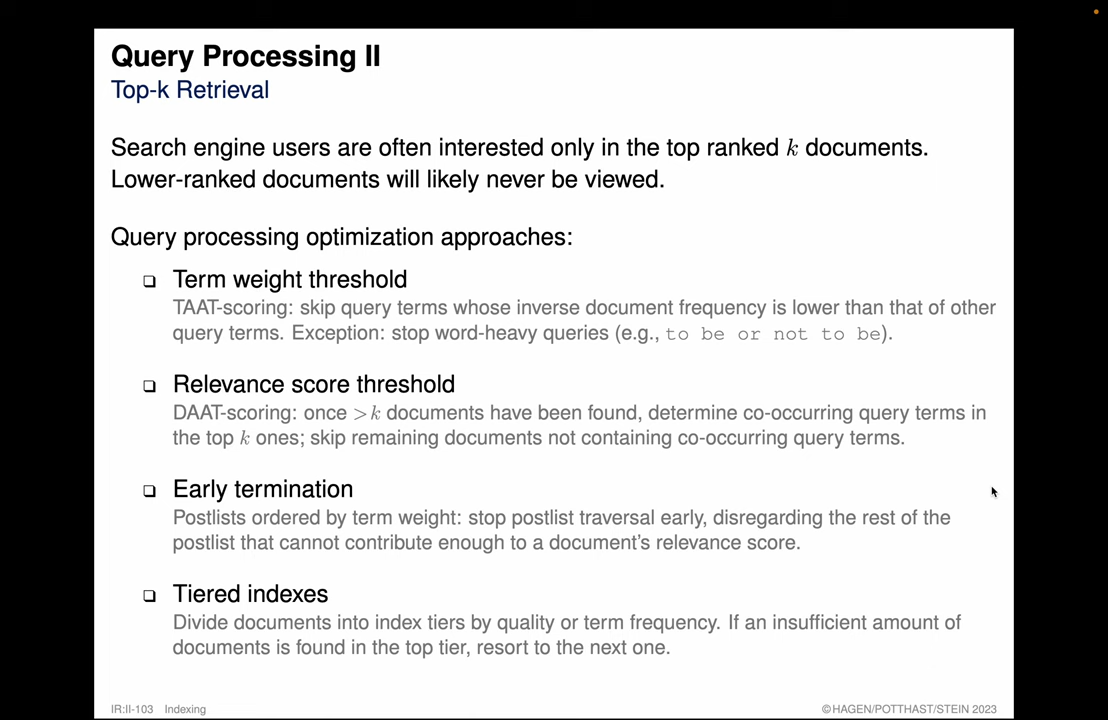 Query Processing II
Top-k Retrieval
Search engine users are often interested only in the top ranked k documents.
Lower-ranked documents will likely never be viewed.
Query processing optimization approaches:
❑ Term weight threshold
TAAT-scoring: skip query terms whose inverse document frequency is lower than that of other
query terms. Exception: stop word-heavy queries (e.g., to be or not to be).
❑ Relevance score threshold
DAAT-scoring: once >k documents have been found, determine co-occurring query terms in
the top k ones; skip remaining documents not containing co-occurring query terms.
❑ Early termination
Postlists ordered by term weight: stop postlist traversal early, disregarding the rest of the
postlist that cannot contribute enough to a document's relevance score.
❑ Tiered indexes
Divide documents into index tiers by quality or term frequency. If an insufficient amount of
documents is found in the top tier, resort to the next one.
IR:II-103 Indexing ©HAGEN/POTTHAST/STEIN 2023